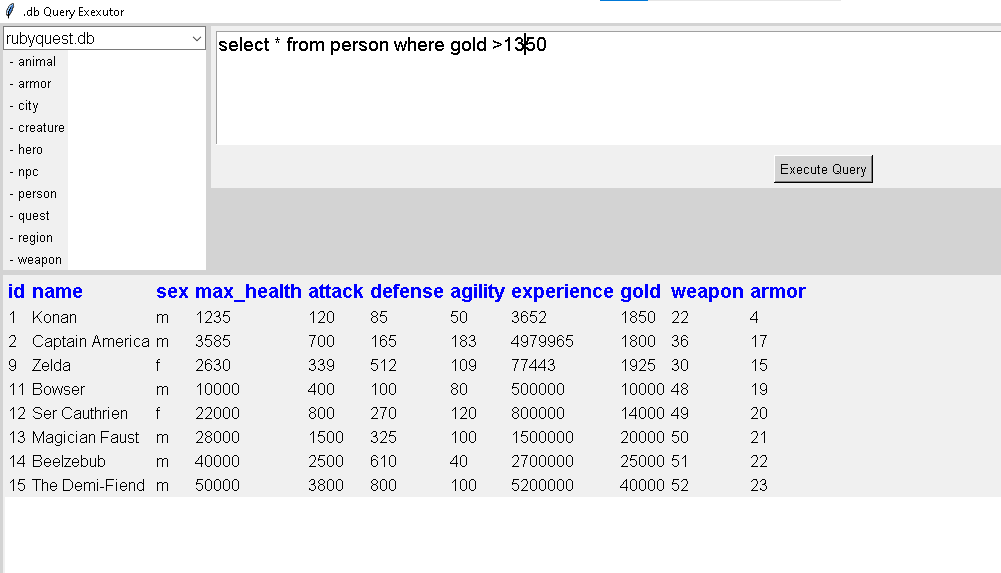 .db Query Exexutor
rubyquest.db
select * from person where gold >1350
- animal
- armor
- city
- creature
- hero
- npc
- person
- quest
- region
- weapon
Execute Query
id name sex max_health attack defense agility experience gold weapon armor
1 Konan m 1235 120 85 50 3652 1850 22 4
2 Captain America m 3585 700 165 183 4979965 1800 36 17
9 Zelda f 2630 339 512 109 77443 1925 30 15
11 Bowser m 10000 400 100 80 500000 10000 48 19
12 Ser Cauthrien f 22000 800 270 120 800000 14000 49 20
13 Magician Faust m 28000 1500 325 100 1500000 20000 50 21
14 Beelzebub m 40000 2500 610 40 2700000 25000 51 22
15 The Demi-Fiend m 50000 3800 800 100 5200000 40000 52 23